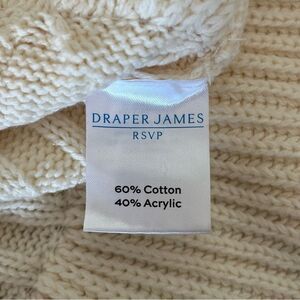 DRAPER JAMES
RSVP
60% Cotton
40% Acrylic